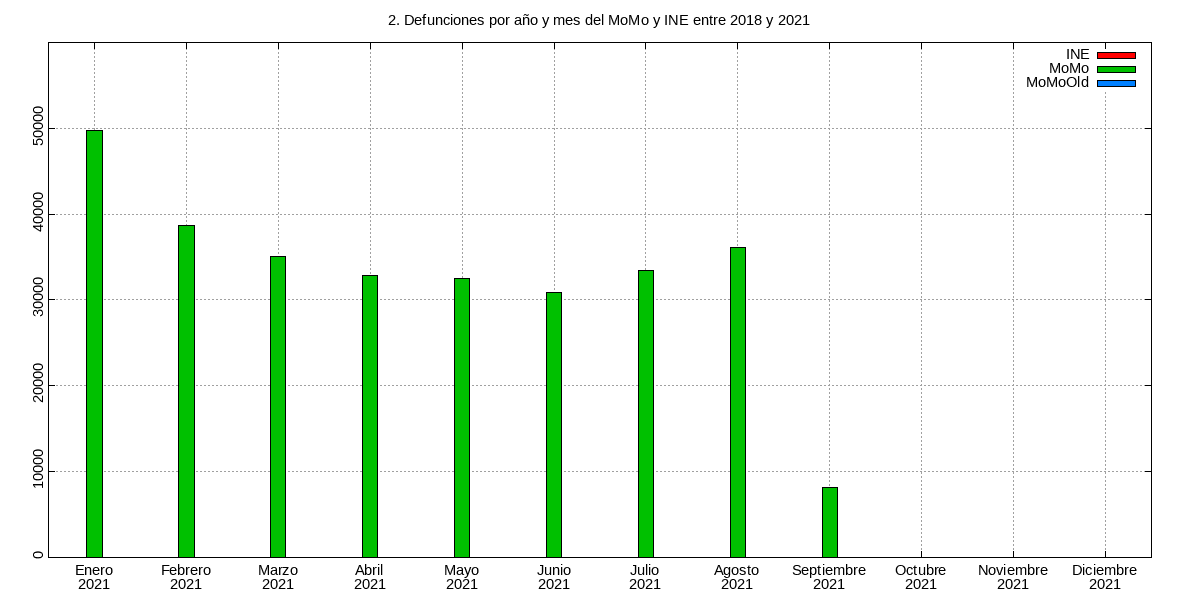 2. Defunciones por año y mes del MoMo y INE entre 2018 y 2021
INE
MoMo
MoMoOld
50000
40000
30000
20000
10000
0
Enero Febrero Marzo Abril Mayo Junio Julio Agosto Septiembre Octubre Noviembre Diciembre
2021 2021 2021 2021 2021 2021 2021 2021 2021 2021 2021 2021